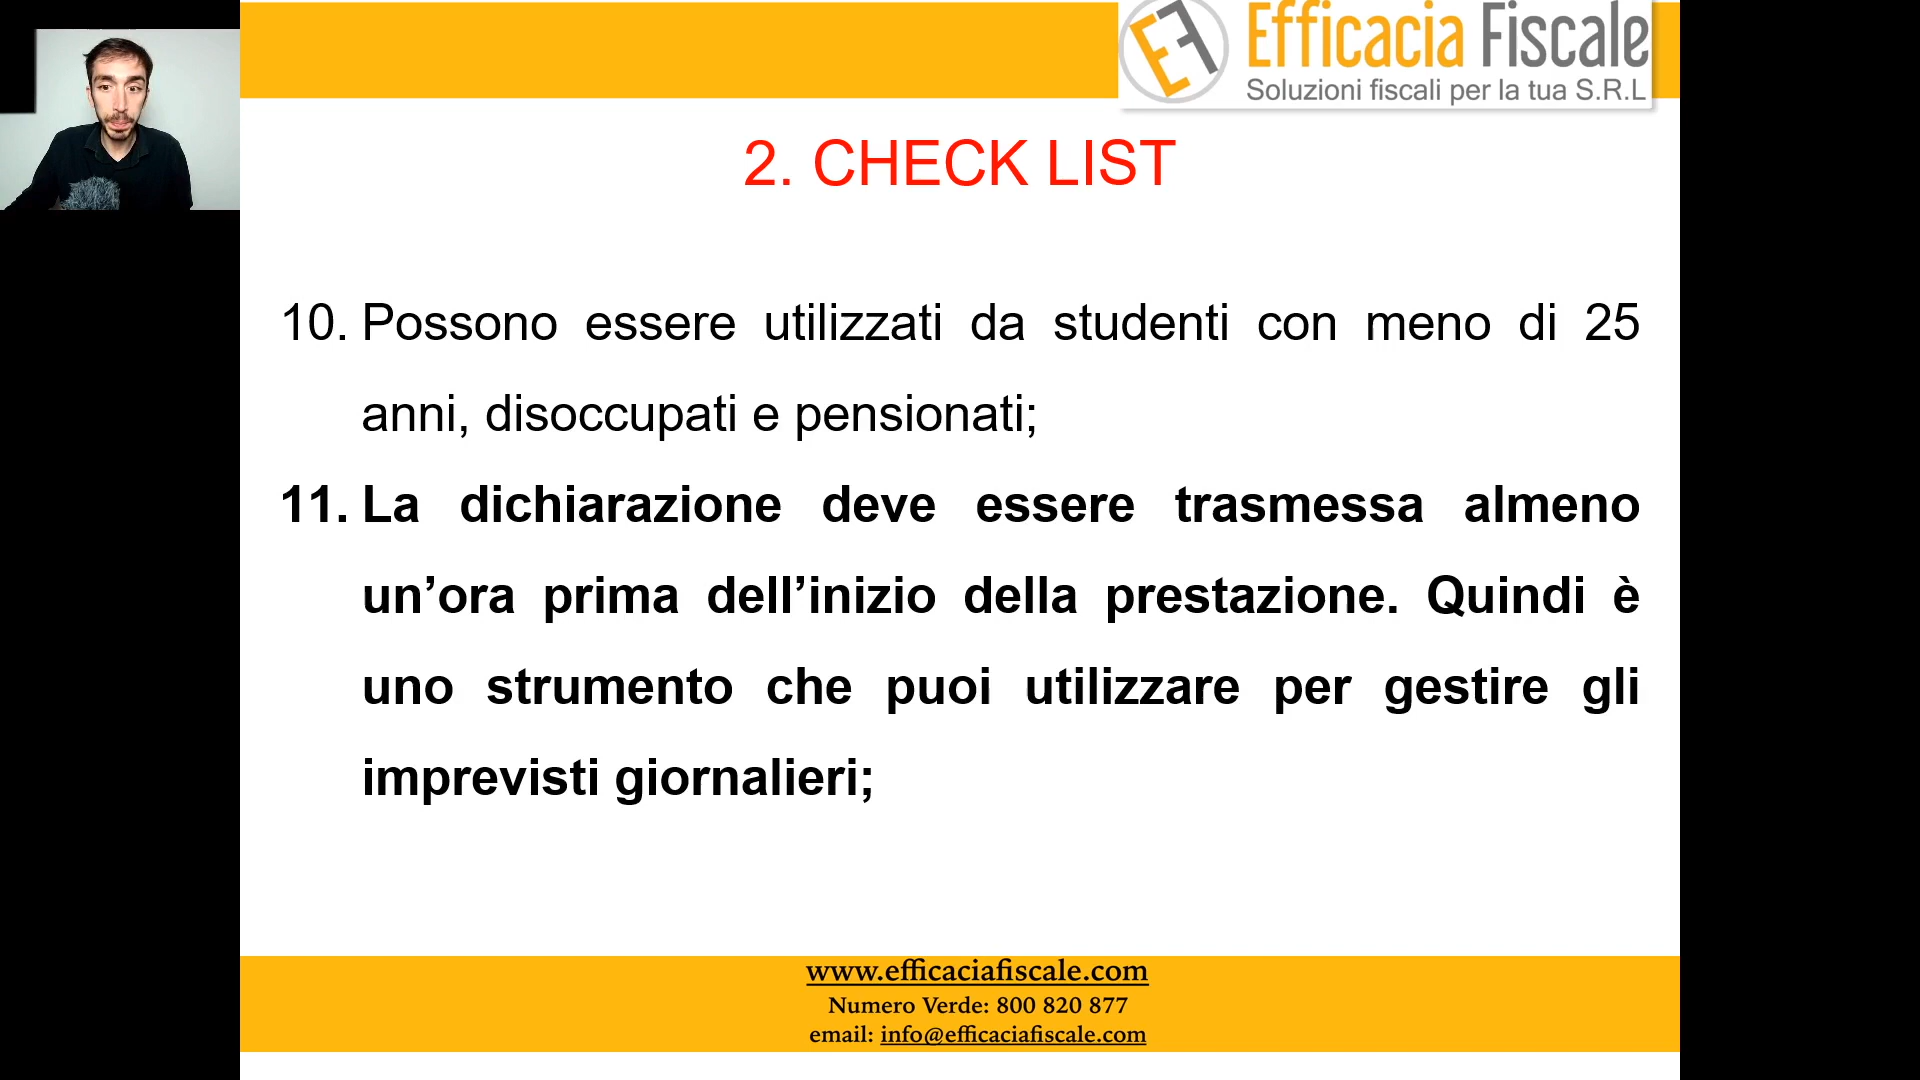 EF
Efficacia Fiscale
Soluzioni fiscali per la tua S.R.L
2. CHECK LIST
10. Possono essere utilizzati da studenti con meno di 25
anni, disoccupati e pensionati;
11. La dichiarazione deve essere trasmessa almeno
un’ora prima dell’inizio della prestazione. Quindi è
uno strumento che puoi utilizzare per gestire gli
imprevisti giornalieri;
www.efficaciafiscale.com
Numero Verde: 800 820 877
email: info@efficaciafiscale.com